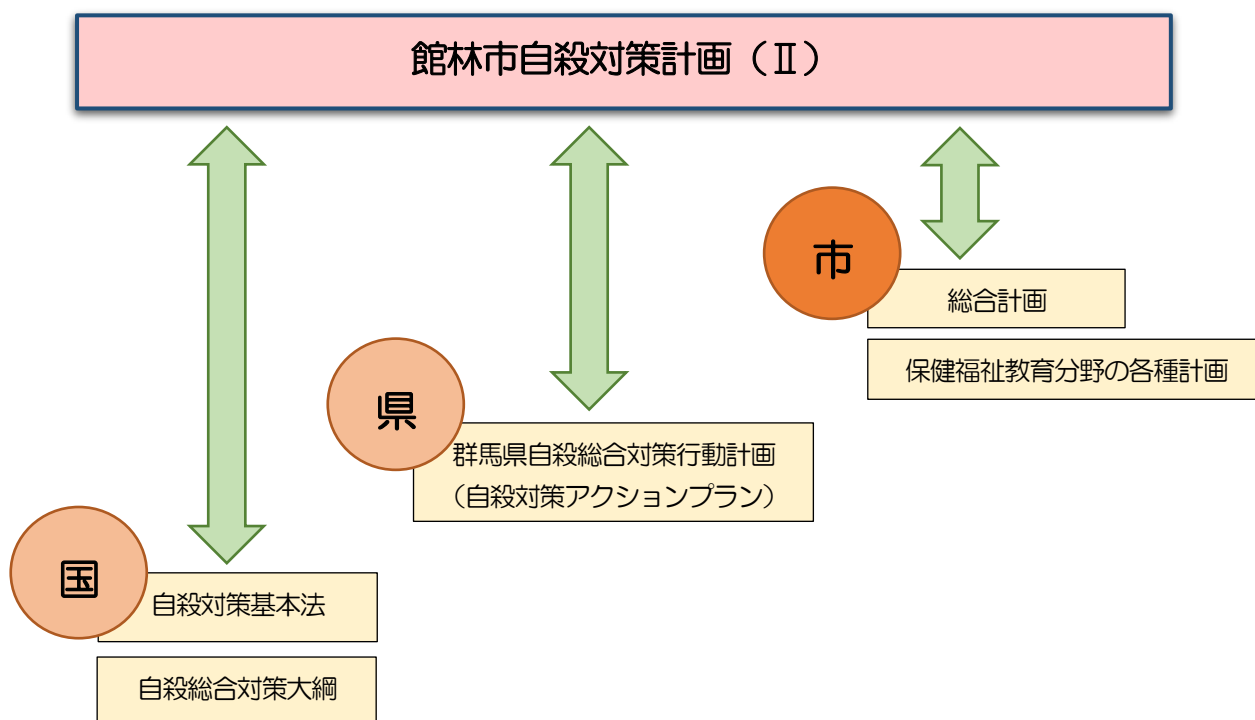 館林市自殺対策計画（Ⅱ）
市
総合計画
保健福祉教育分野の各種計画
県
群馬県自殺総合対策行動計画
（自殺対策アクションプラン）
国
自殺対策基本法
自殺総合対策大綱